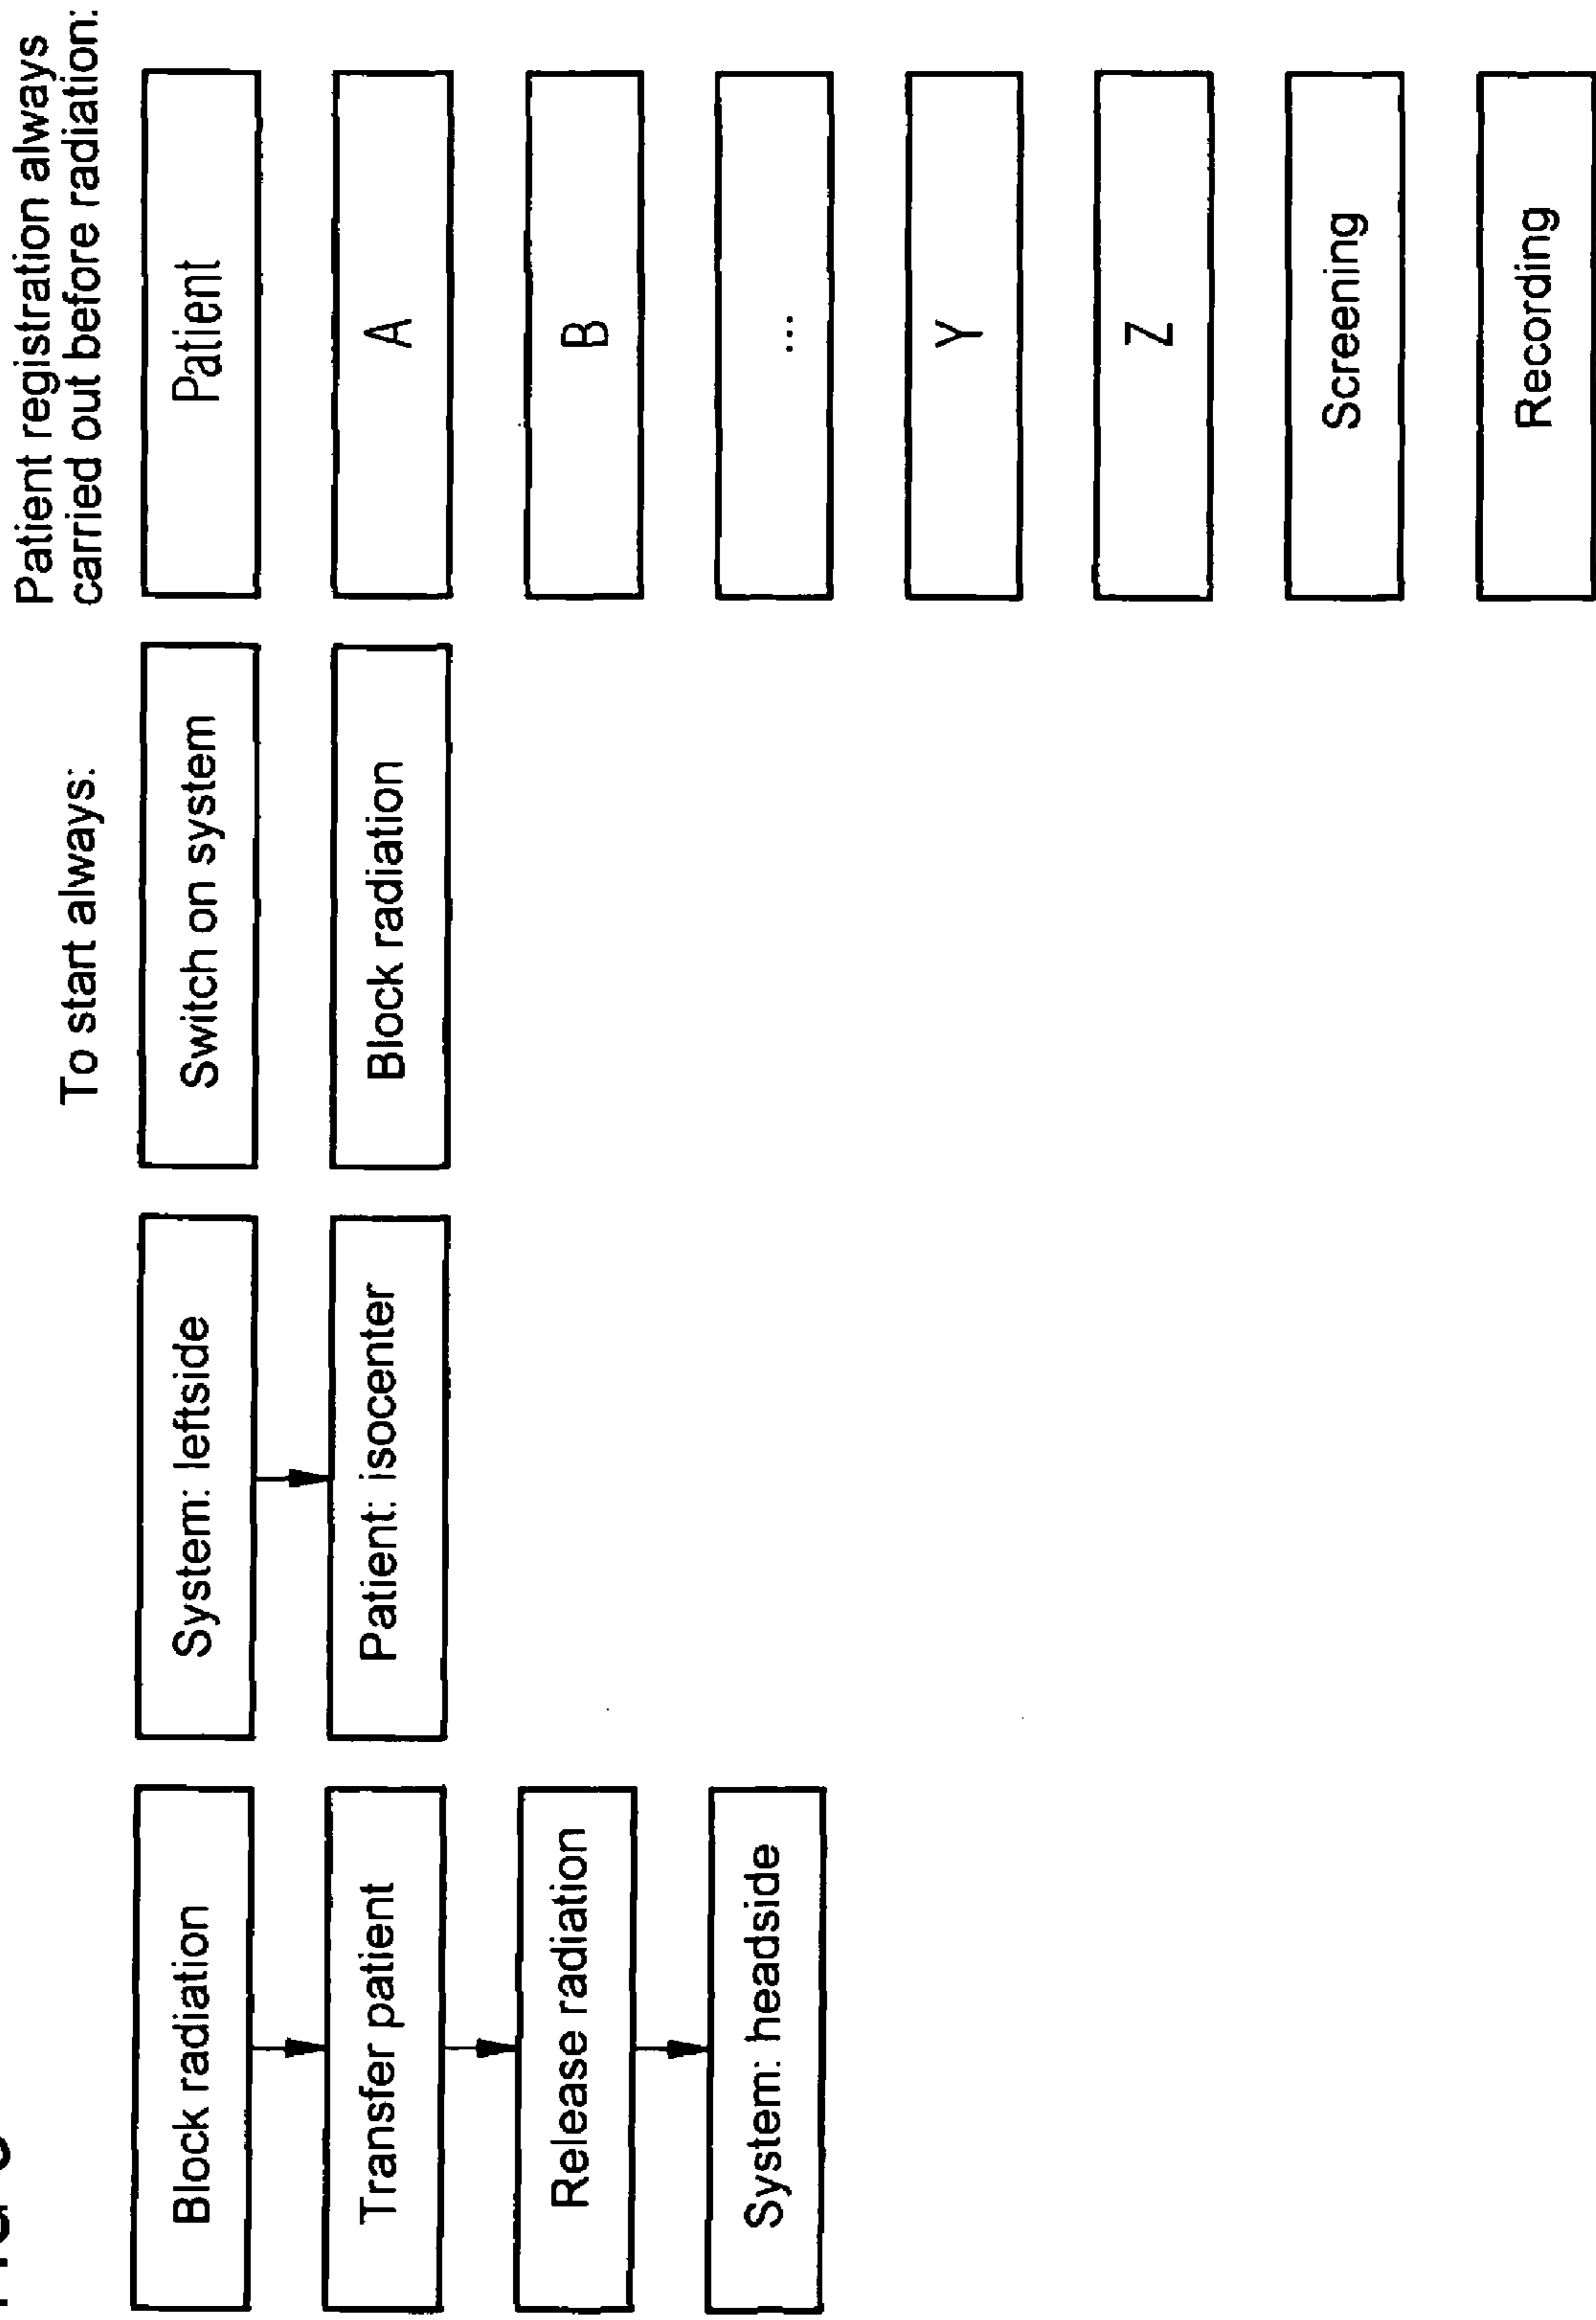 Block radiation
Transfer patient
Release radiation
System: headside
System: leftside
Patient: isocenter
To start always:
Switch on system
Block radiation
Patient registration always
carried out before radiation:
Patient
A
B
...
Y
Z
Screening
Recording